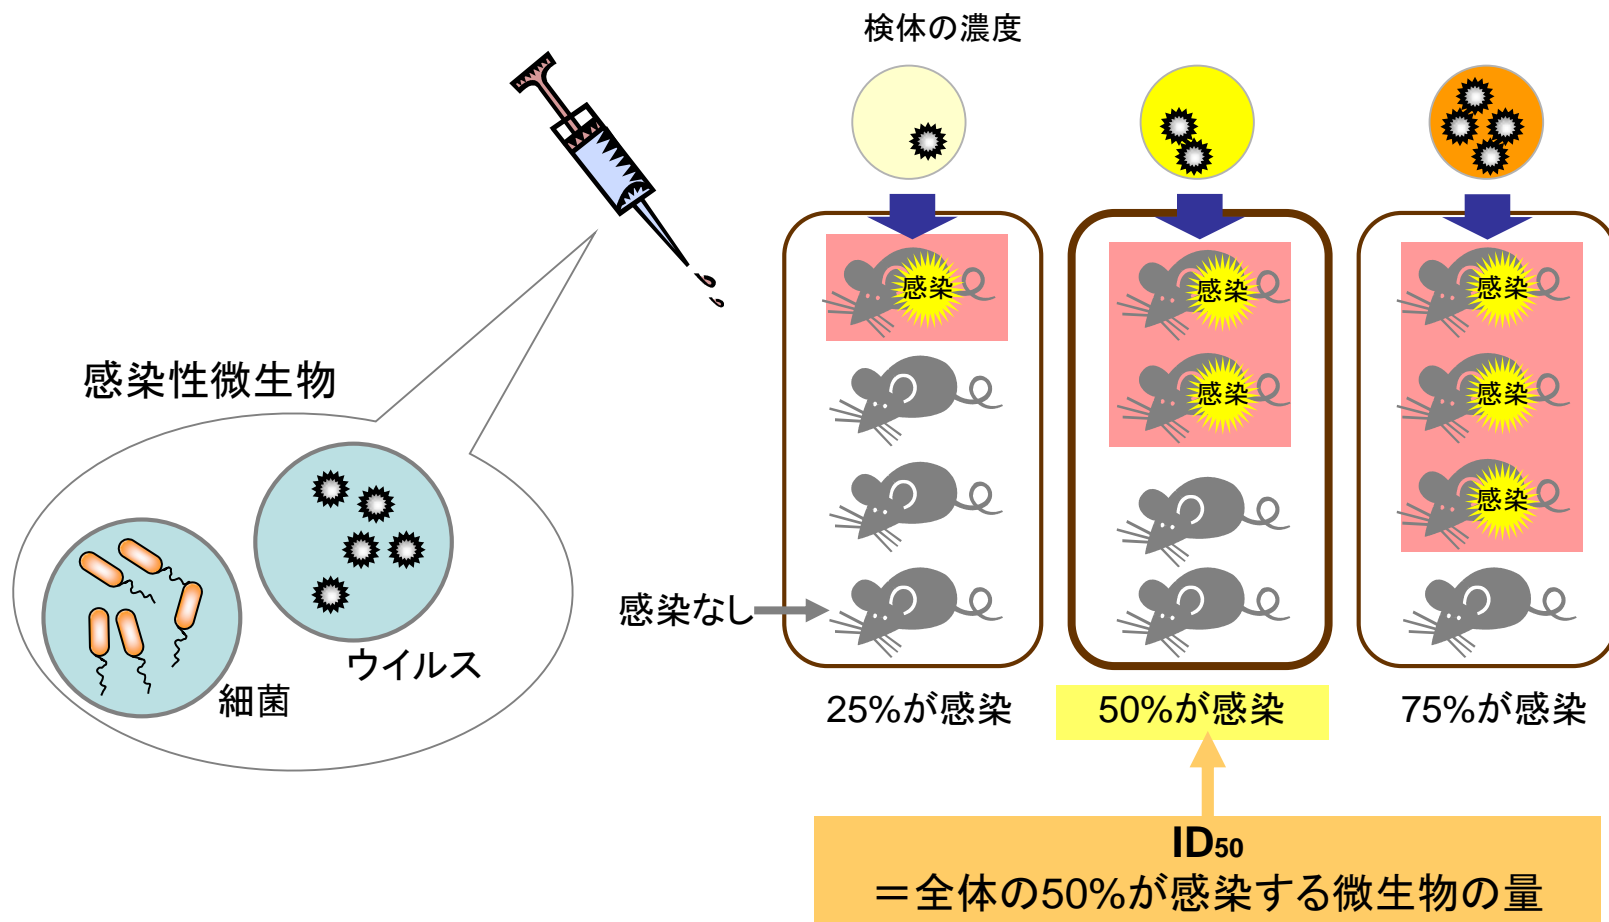 検体の濃度
感染性微生物
ウイルス
細菌
感染
感染
感染
感染
感染
感染
感染なし
25%が感染
50%が感染
75%が感染
ID50
＝全体の50%が感染する微生物の量